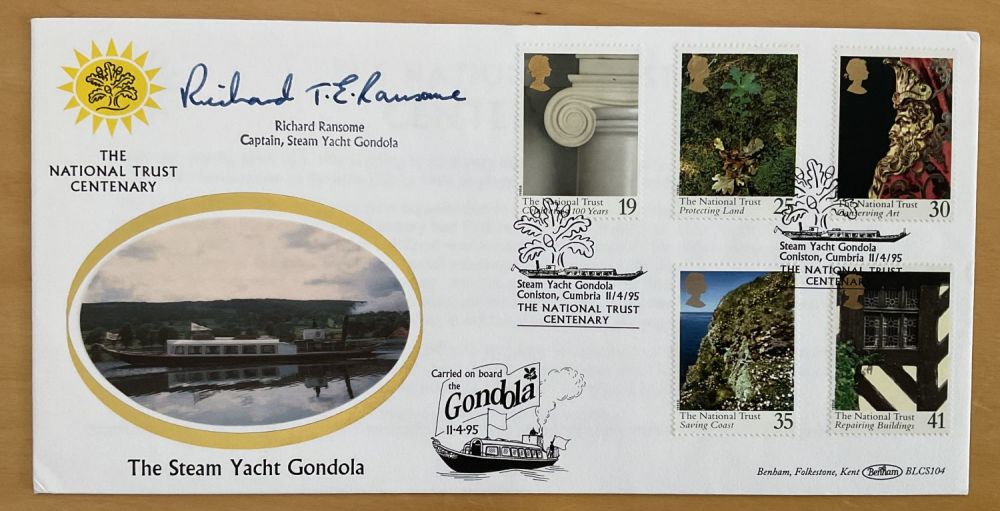 Richard T.E. Ransome
Richard Ransome
Captain, Steam Yacht Gondola
THE
NATIONAL TRUST
CENTENARY
The National Trust
Celebrating 100 Years
19
The National Trust
Protecting Land
25
The National Trust
Conserving Art
30
Steam Yacht Gondola
Coniston, Cumbria 11/4/95
THE NATIONAL TRUST
CENTENARY
Steam Yacht Gondola
Coniston, Cumbria 11/4/95
THE NATIONAL TRUST
CENTENARY
The National Trust
Saving Coast
35
The National Trust
Repairing Buildings
41
Carried on board
the
Gondola
11-4-95
The Steam Yacht Gondola
Benham, Folkestone, Kent Benham BLCS104